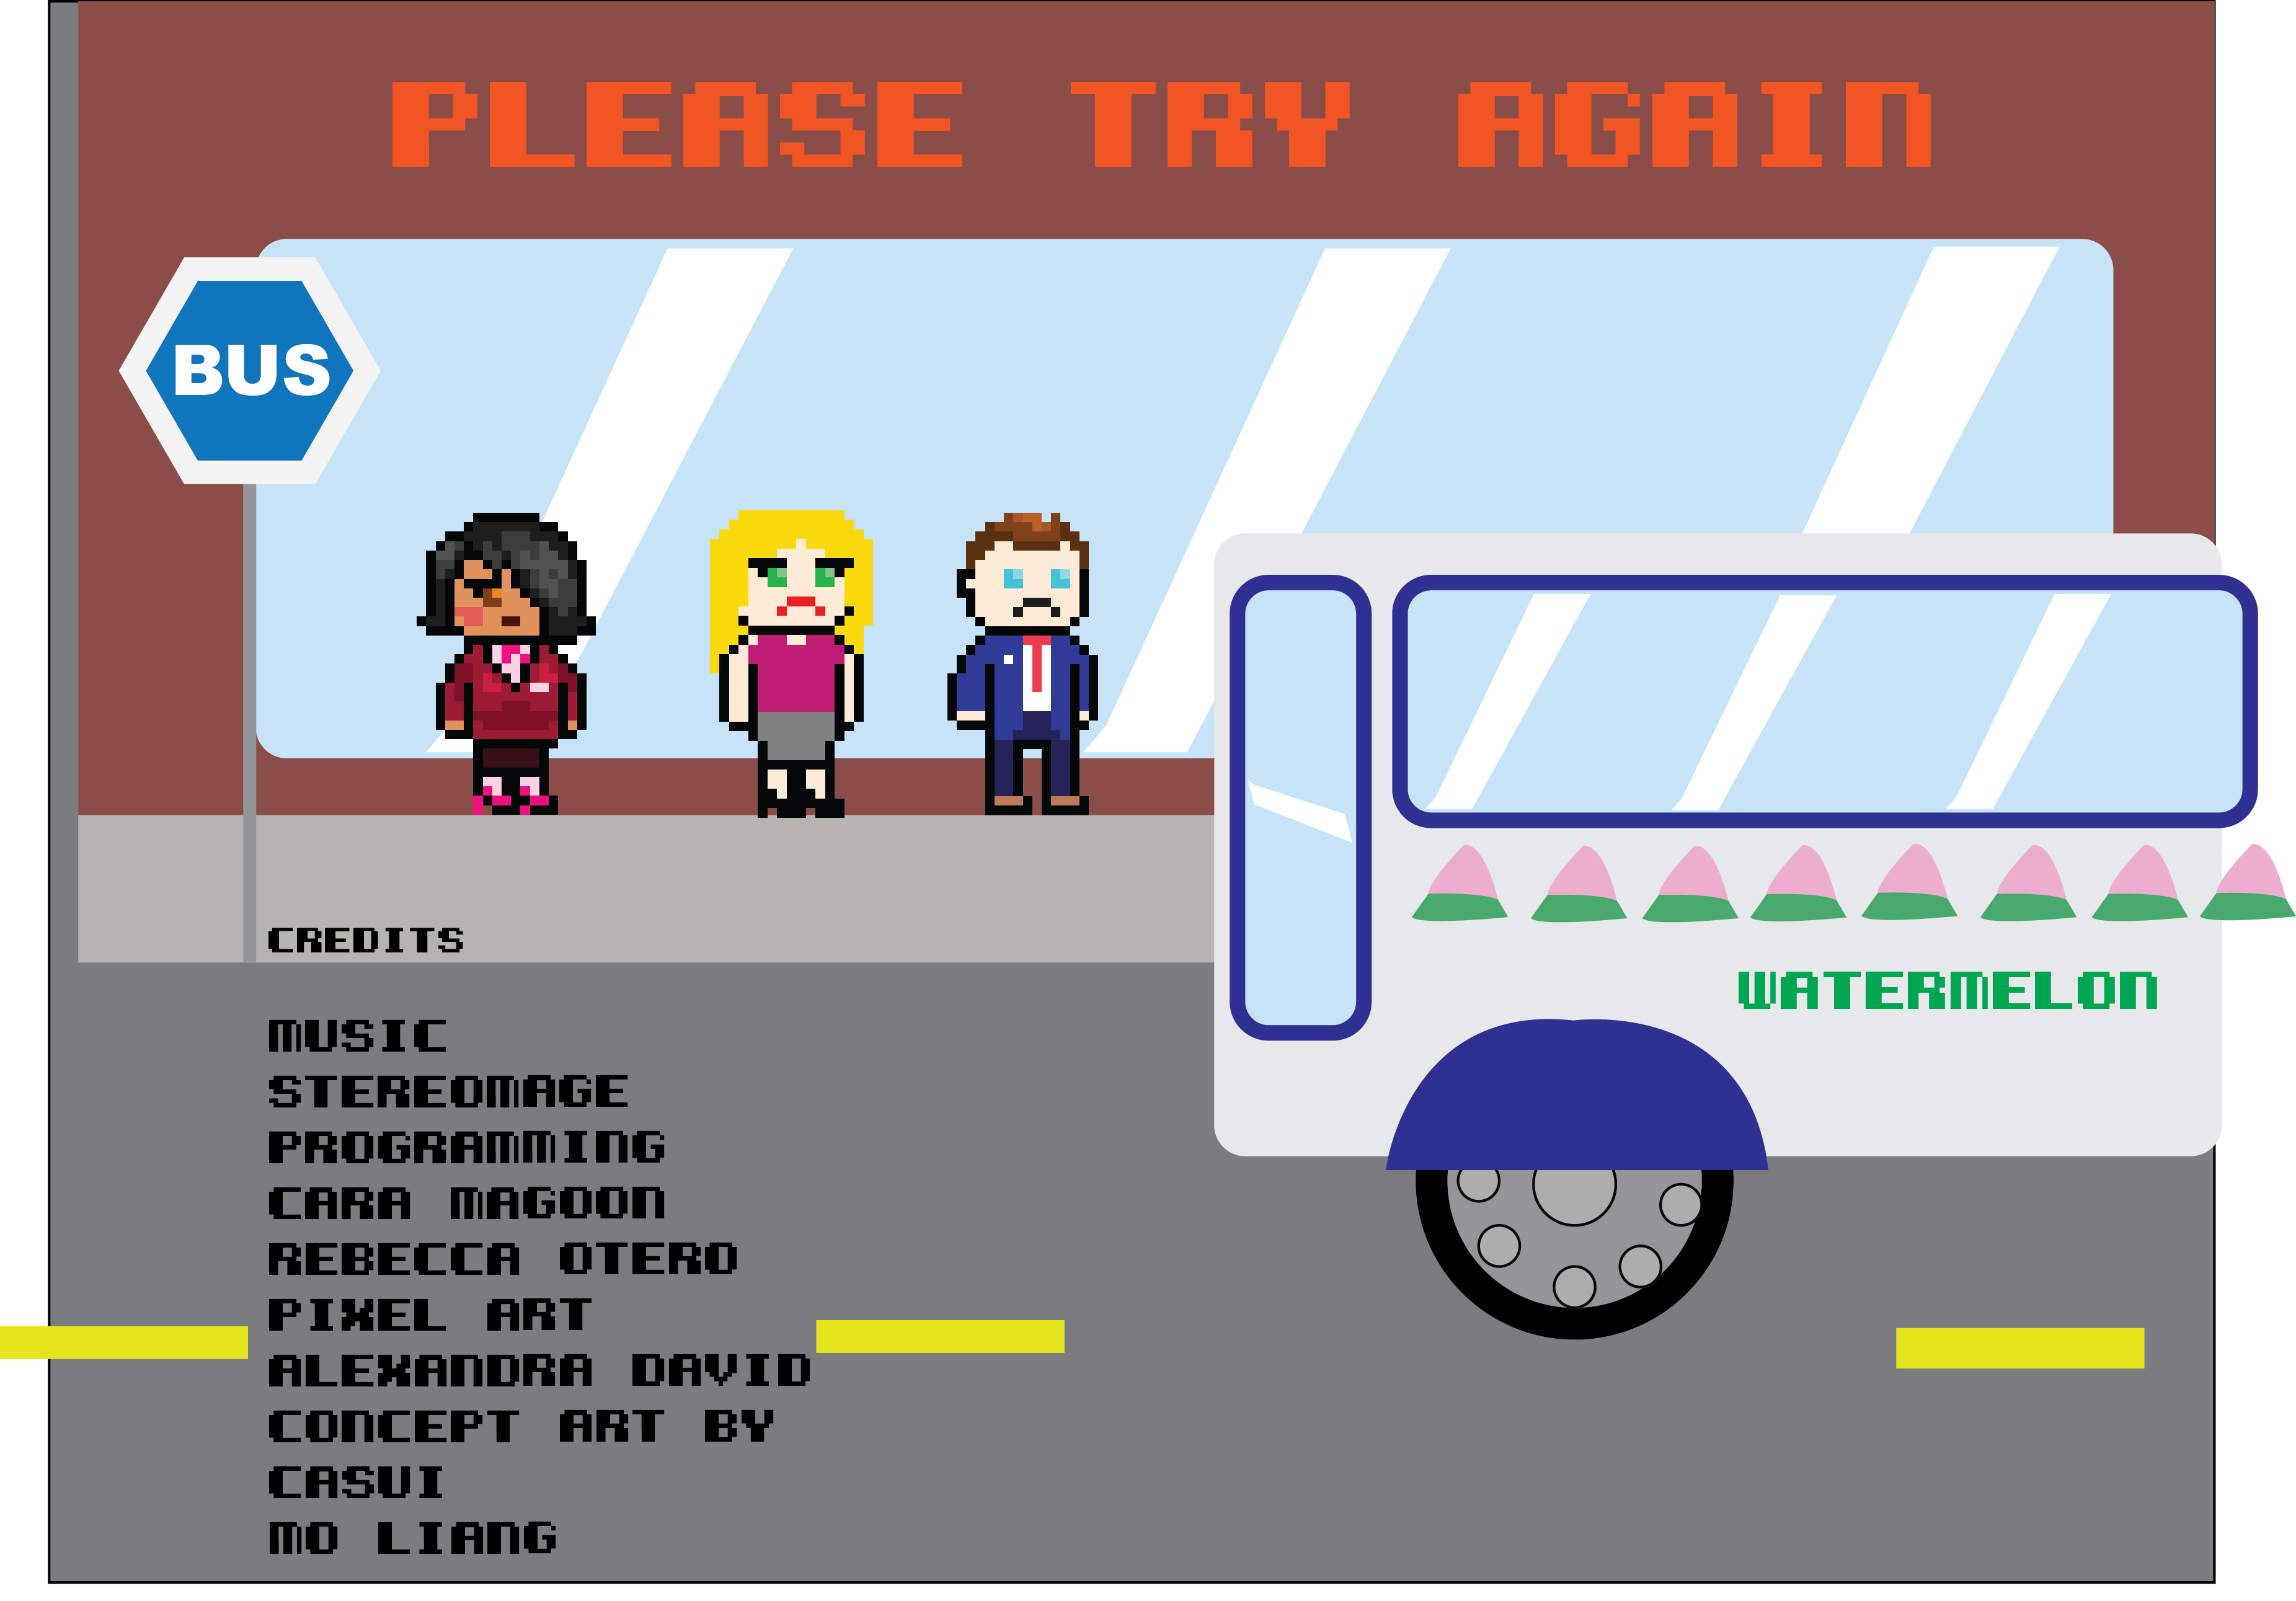 PLEASE TRY AGAIN
BUS
CREDITS
WATERMELON
MUSIC
STEREOMAGE
PROGRAMMING
CARA MAGOON
REBECCA OTERO
PIXEL ART
ALEXANDRA DAVID
CONCEPT ART BY
CASUI
MO LIANG